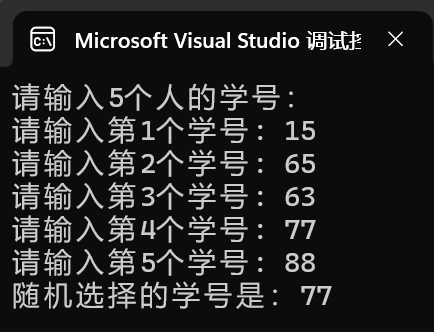 Microsoft Visual Studio 调试
请输入5个人的学号：
请输入第1个学号：15
请输入第2个学号：65
请输入第3个学号：63
请输入第4个学号：77
请输入第5个学号：88
随机选择的学号是：77